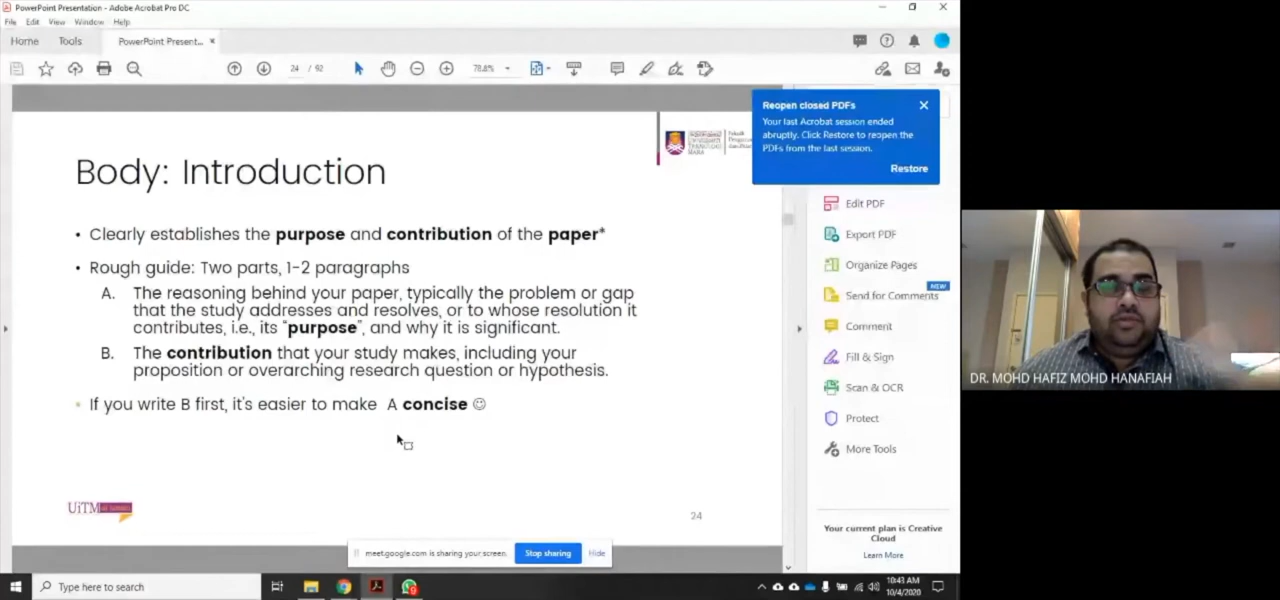 PowerPoint Presentation - Adobe Acrobat Pro DC
File Edit View Window Help
Home Tools PowerPoint Present... ×
24 / 92 78.8%
Reopen closed PDFs
Your last Acrobat session ended
abruptly. Click Restore to reopen the
PDFs from the last session.
Restore
Body: Introduction
• Clearly establishes the purpose and contribution of the paper*
• Rough guide: Two parts, 1-2 paragraphs
A. The reasoning behind your paper, typically the problem or gap
that the study addresses and resolves, or to whose resolution it
contributes, i.e., its "purpose", and why it is significant.
B. The contribution that your study makes, including your
proposition or overarching research question or hypothesis.
• If you write B first, it's easier to make A concise ☺
UiTM
24
Edit PDF
Export PDF
Organize Pages
NEW
Send for Comments
Comment
Fill & Sign
Scan & OCR
Protect
More Tools
Your current plan is Creative
Cloud
Learn More
DR. MOHD HAFIZ MOHD HANAFIAH
meet.google.com is sharing your screen. Stop sharing Hide
Type here to search
10:43 AM
10/4/2020